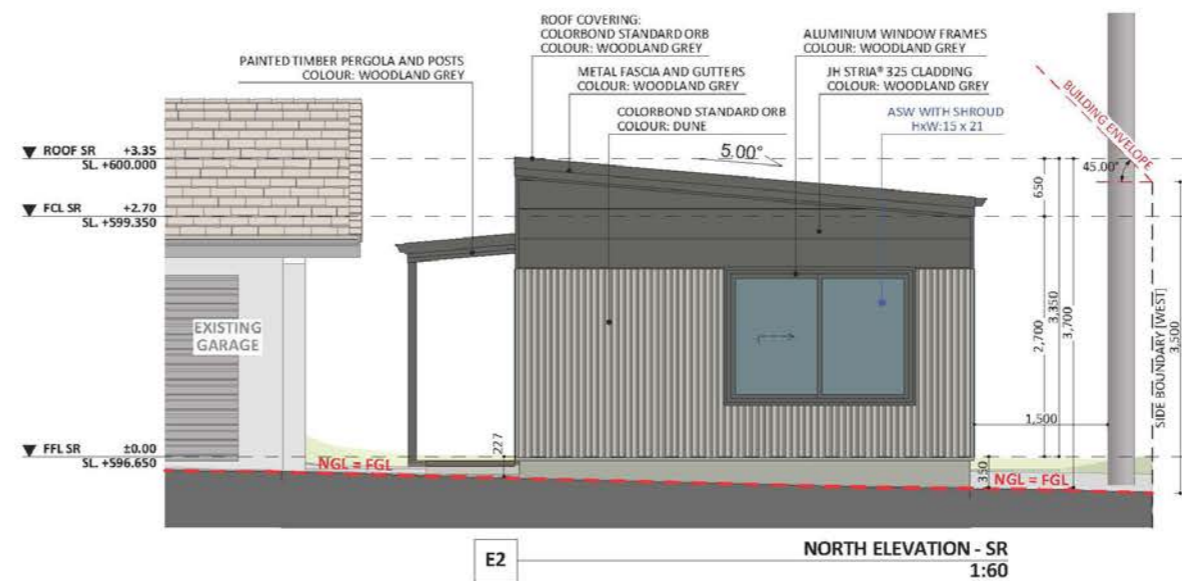 ROOF COVERING:
COLORBOND STANDARD ORB
COLOUR: WOODLAND GREY
ALUMINIUM WINDOW FRAMES
COLOUR: WOODLAND GREY
PAINTED TIMBER PERGOLA AND POSTS
COLOUR: WOODLAND GREY
METAL FASCIA AND GUTTERS
COLOUR: WOODLAND GREY
JH STRIA® 325 CLADDING
COLOUR: WOODLAND GREY
COLORBOND STANDARD ORB
COLOUR: DUNE
ASW WITH SHROUD
HxW:15 x 21
BUILDING ENVELOPE
45.00°
5.00°
ROOF SR +3.35
SL. +600.000
650
FCL SR +2.70
SL. +599.350
EXISTING
GARAGE
2,700
3,350
3,700
SIDE BOUNDARY [WEST]
3,500
1,500
FFL SR ±0.00
SL. +596.650
227
350
NGL = FGL
NGL = FGL
E2
NORTH ELEVATION - SR
1:60